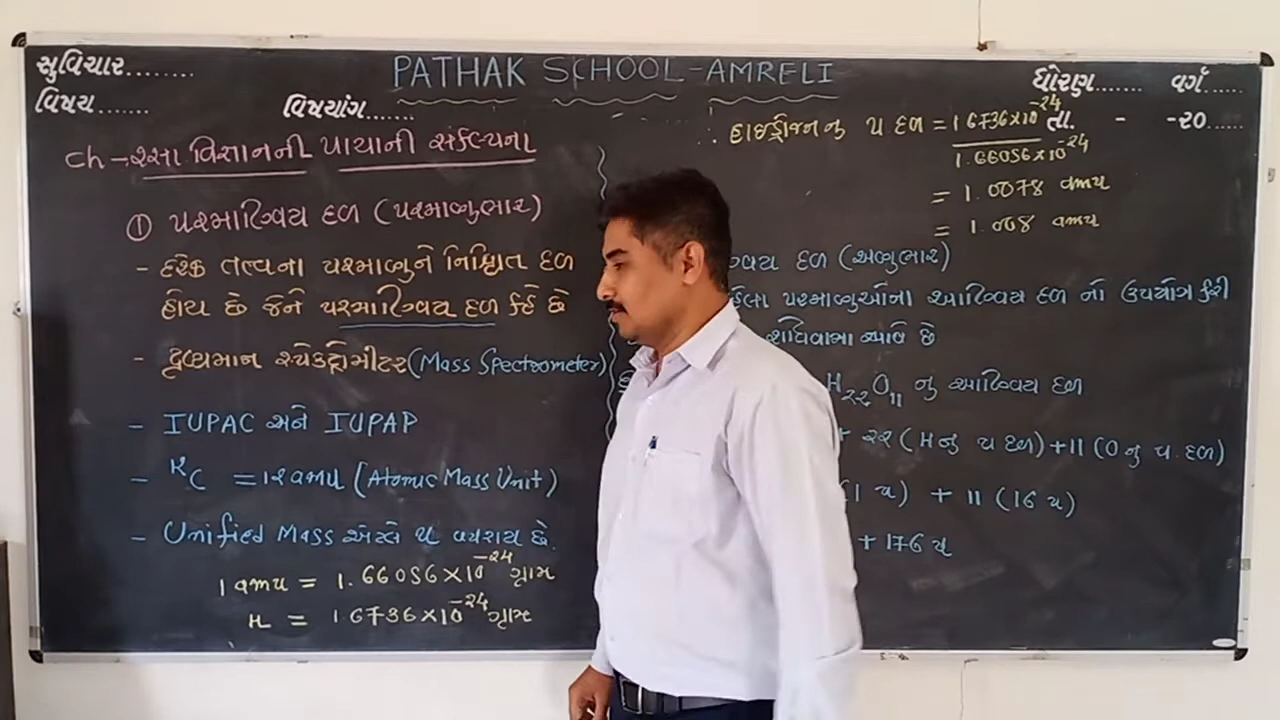 સુવિચાર........
PATHAK SCHOOL-AMRELI
ધોરણ....... વર્ગ.....
વિષય....... વિષયાંગ.......
તા. - -૨૦......
Ch → રસા વિજ્ઞાનની પાયાની સંકલ્પના
① પરમાણ્વિય દળ (પરમાણુભાર)
- દરેક તત્વના પરમાણુને નિશ્ચિત દળ
હોય છે જેને પરમાણ્વિય દળ કહે છે
- દ્રવ્યમાન સ્પેક્ટ્રોમીટર (Mass Spectrometer)
- IUPAC અને IUPAP
- ¹²C = ૧૨ amu (Atomic Mass Unit)
- Unified Mass એટલે u વપરાય છે.
1 amu = 1.66056×10⁻²⁴ ગ્રામ
H = 1.6736×10⁻²⁴ ગ્રામ
∴ હાઇડ્રોજનનુ પ દળ = 1.6736×10⁻²⁴
1.66056×10⁻²⁴
= 1.0078 amu
= 1.008 amu
દળ (અણુભાર)
પરમાણ્વુઓના આણ્વિય દળ નો ઉપયોગ કરી
શોધવામા આવે છે
H₂₂O₁₁ નુ આણ્વિય દળ
+ ૨૨ (H નુ પ દળ) + 11 (O નુ પ. દળ)
(1 u) + 11 (16 u)
+ 176 u